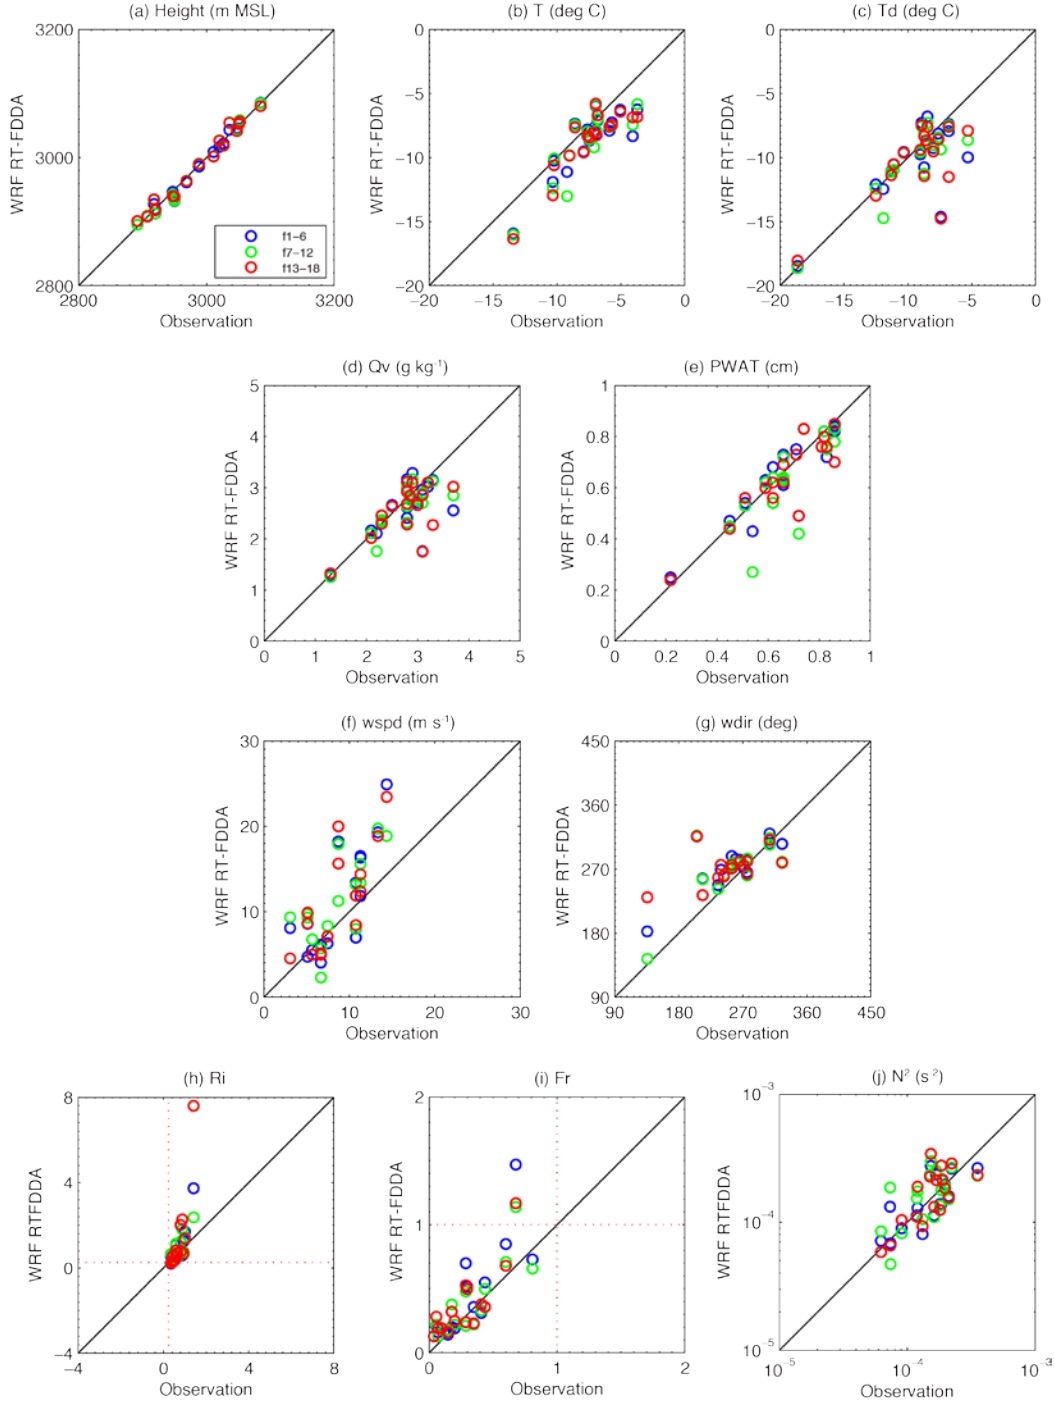 (a) Height (m MSL)
3200
3000
2800
2800 3000 3200
WRF RT-FDDA
Observation
f1-6
f7-12
f13-18
(b) T (deg C)
0
-5
-10
-15
-20
-20 -15 -10 -5 0
WRF RT-FDDA
Observation
(c) Td (deg C)
0
-5
-10
-15
-20
-20 -15 -10 -5 0
WRF RT-FDDA
Observation
(d) Qv (g kg⁻¹)
5
4
3
2
1
0
0 1 2 3 4 5
WRF RT-FDDA
Observation
(e) PWAT (cm)
1
0.8
0.6
0.4
0.2
0
0 0.2 0.4 0.6 0.8 1
WRF RT-FDDA
Observation
(f) wspd (m s⁻¹)
30
20
10
0
0 10 20 30
WRF RT-FDDA
Observation
(g) wdir (deg)
450
360
270
180
90
90 180 270 360 450
WRF RT-FDDA
Observation
(h) Ri
8
4
0
-4
-4 0 4 8
WRF RTFDDA
Observation
(i) Fr
2
1
0
0 1 2
WRF RT-FDDA
Observation
(j) N² (s⁻²)
10⁻³
10⁻⁴
10⁻⁵
10⁻⁵ 10⁻⁴ 10⁻³
WRF RTFDDA
Observation